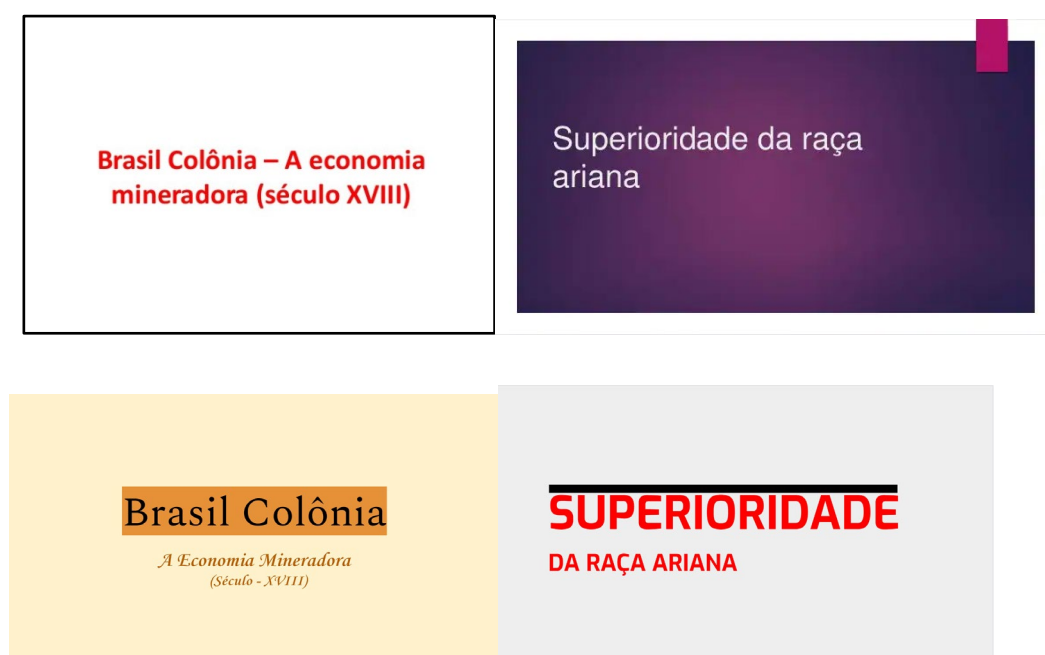 Brasil Colônia – A economia
mineradora (século XVIII)
Superioridade da raça
ariana
Brasil Colônia
A Economia Mineradora
(Século - XVIII)
SUPERIORIDADE
DA RAÇA ARIANA